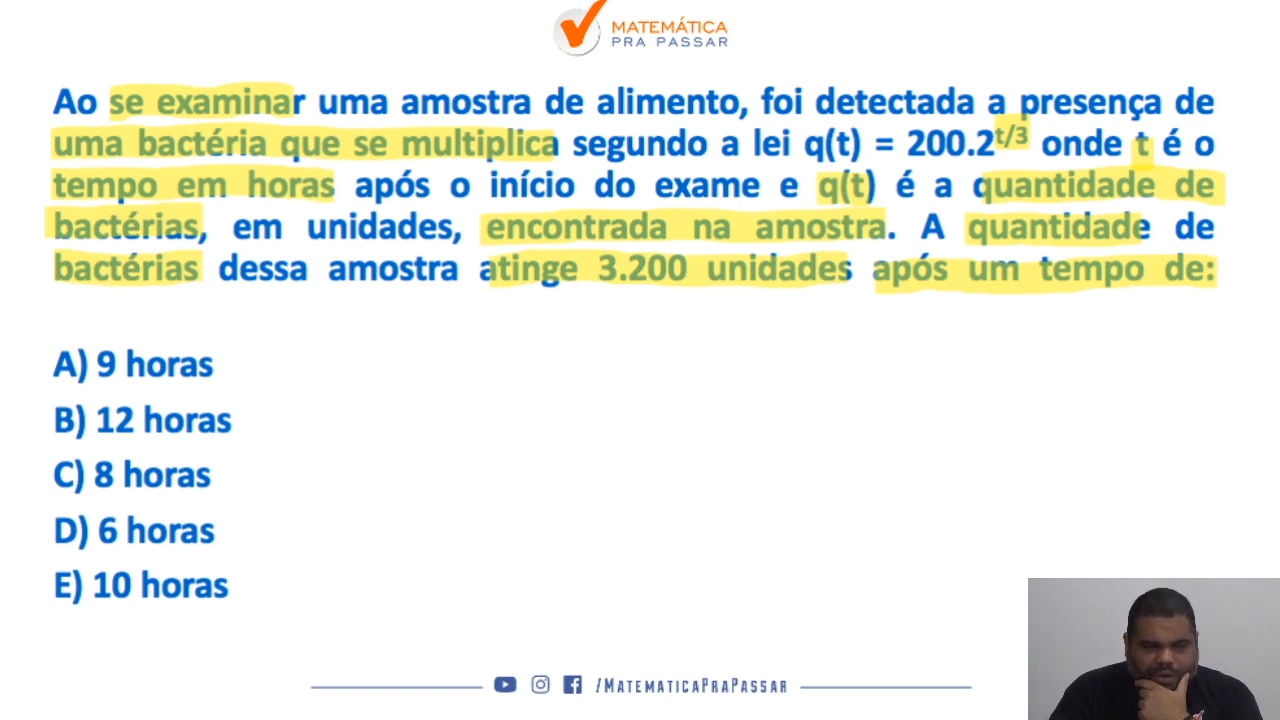 MATEMÁTICA
PRA PASSAR
Ao se examinar uma amostra de alimento, foi detectada a presença de
uma bactéria que se multiplica segundo a lei q(t) = 200.2^{t/3} onde t é o
tempo em horas após o início do exame e q(t) é a quantidade de
bactérias, em unidades, encontrada na amostra. A quantidade de
bactérias dessa amostra atinge 3.200 unidades após um tempo de:
A) 9 horas
B) 12 horas
C) 8 horas
D) 6 horas
E) 10 horas
/MATEMATICAPRAPASSAR